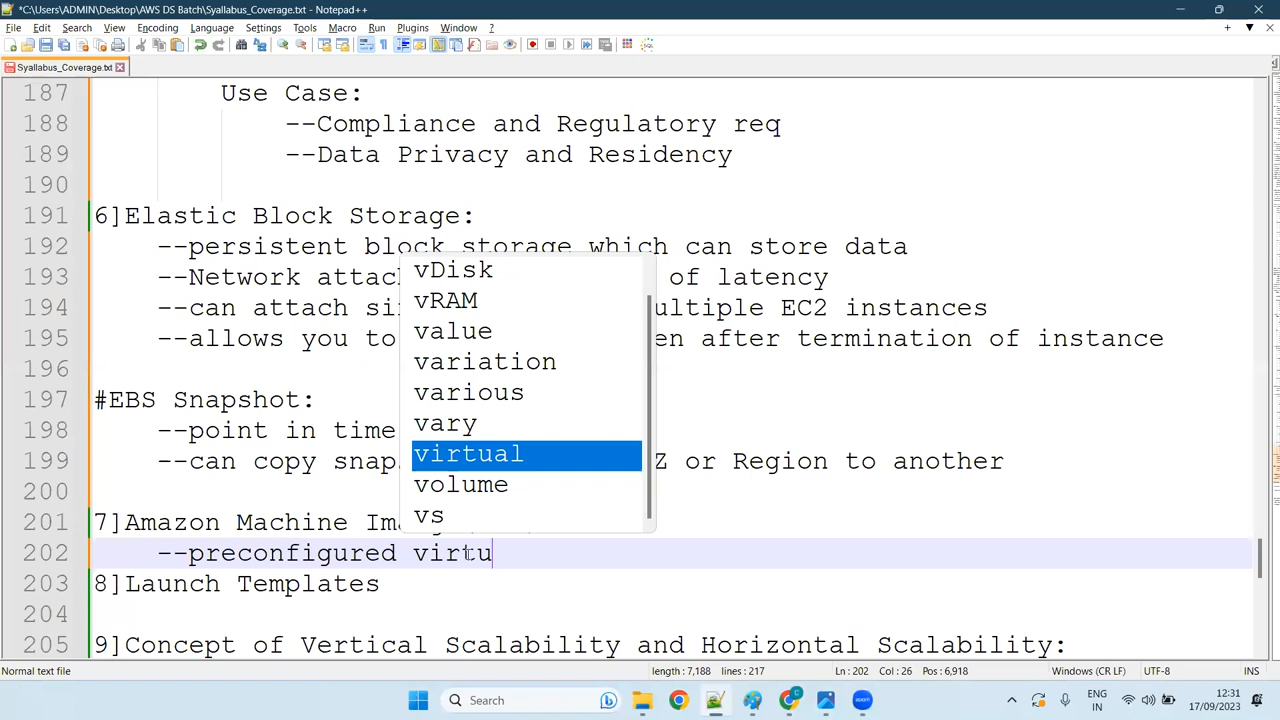 *C:\Users\ADMIN\Desktop\AWS DS Batch\Syallabus_Coverage.txt - Notepad++
File Edit Search View Encoding Language Settings Tools Macro Run Plugins Window ?
Syallabus_Coverage.txt
187 Use Case:
188 --Compliance and Regulatory req
189 --Data Privacy and Residency
190
191 6]Elastic Block Storage:
192 --persistent block storage which can store data
193 --Network attac of latency
194 --can attach si ultiple EC2 instances
195 --allows you to en after termination of instance
196
197 #EBS Snapshot:
198 --point in time
199 --can copy snap Z or Region to another
200
201 7]Amazon Machine Im
202 --preconfigured virtu
203 8]Launch Templates
204
205 9]Concept of Vertical Scalability and Horizontal Scalability:
vDisk
vRAM
value
variation
various
vary
virtual
volume
vs
Normal text file length : 7,188 lines : 217 Ln : 202 Col : 26 Pos : 6,918 Windows (CR LF) UTF-8 INS
Search ENG IN 12:31 17/09/2023